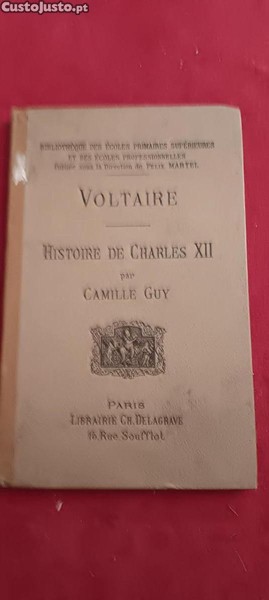 CustoJusto.pt
BIBLIOTHÈQUE DES ÉCOLES PRIMAIRES SUPÉRIEURES
ET DES ÉCOLES PROFESSIONNELLES
Publiée sous la Direction de FÉLIX MARTEL
VOLTAIRE
HISTOIRE DE CHARLES XII
par
CAMILLE GUY
PARIS
LIBRAIRIE CH. DELAGRAVE
15, Rue Soufflot.